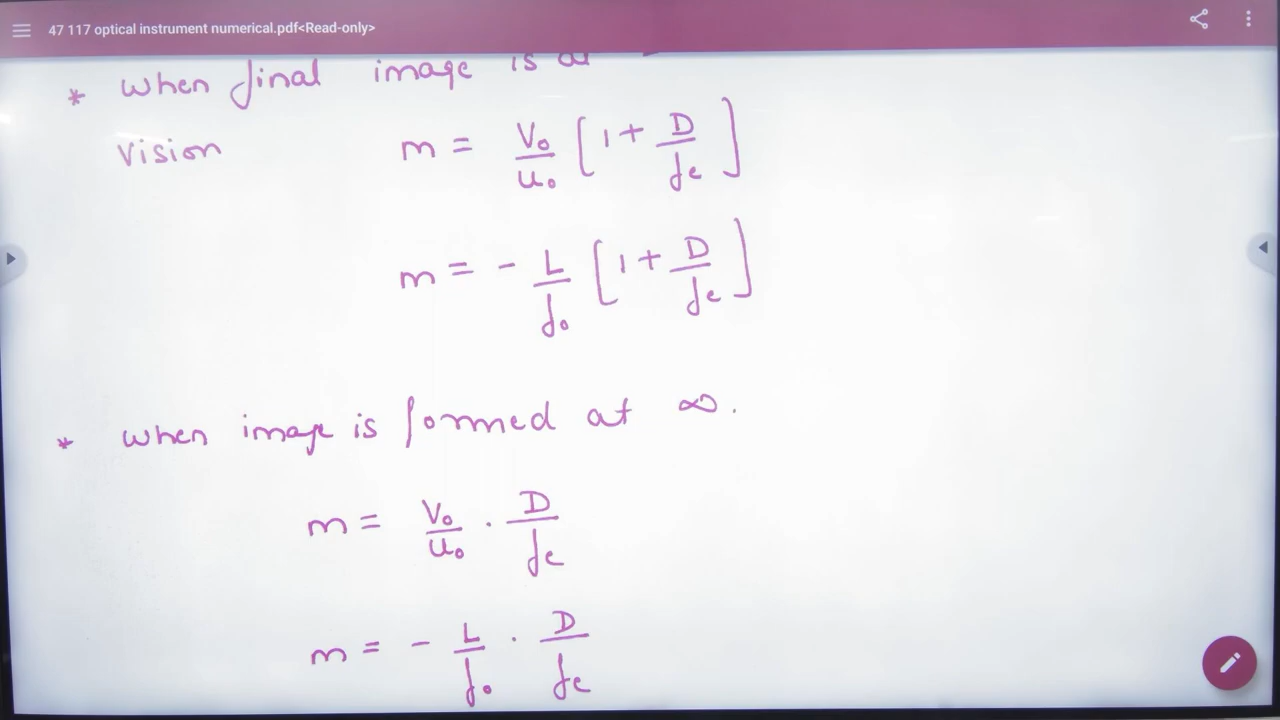 47 117 optical instrument numerical.pdf<Read-only>
* when final image is at
vision m = V₀/u₀ [1 + D/fe]
m = - L/f₀ [1 + D/fe]
* when image is formed at ∞.
m = V₀/u₀ . D/fe
m = - L/f₀ . D/fe